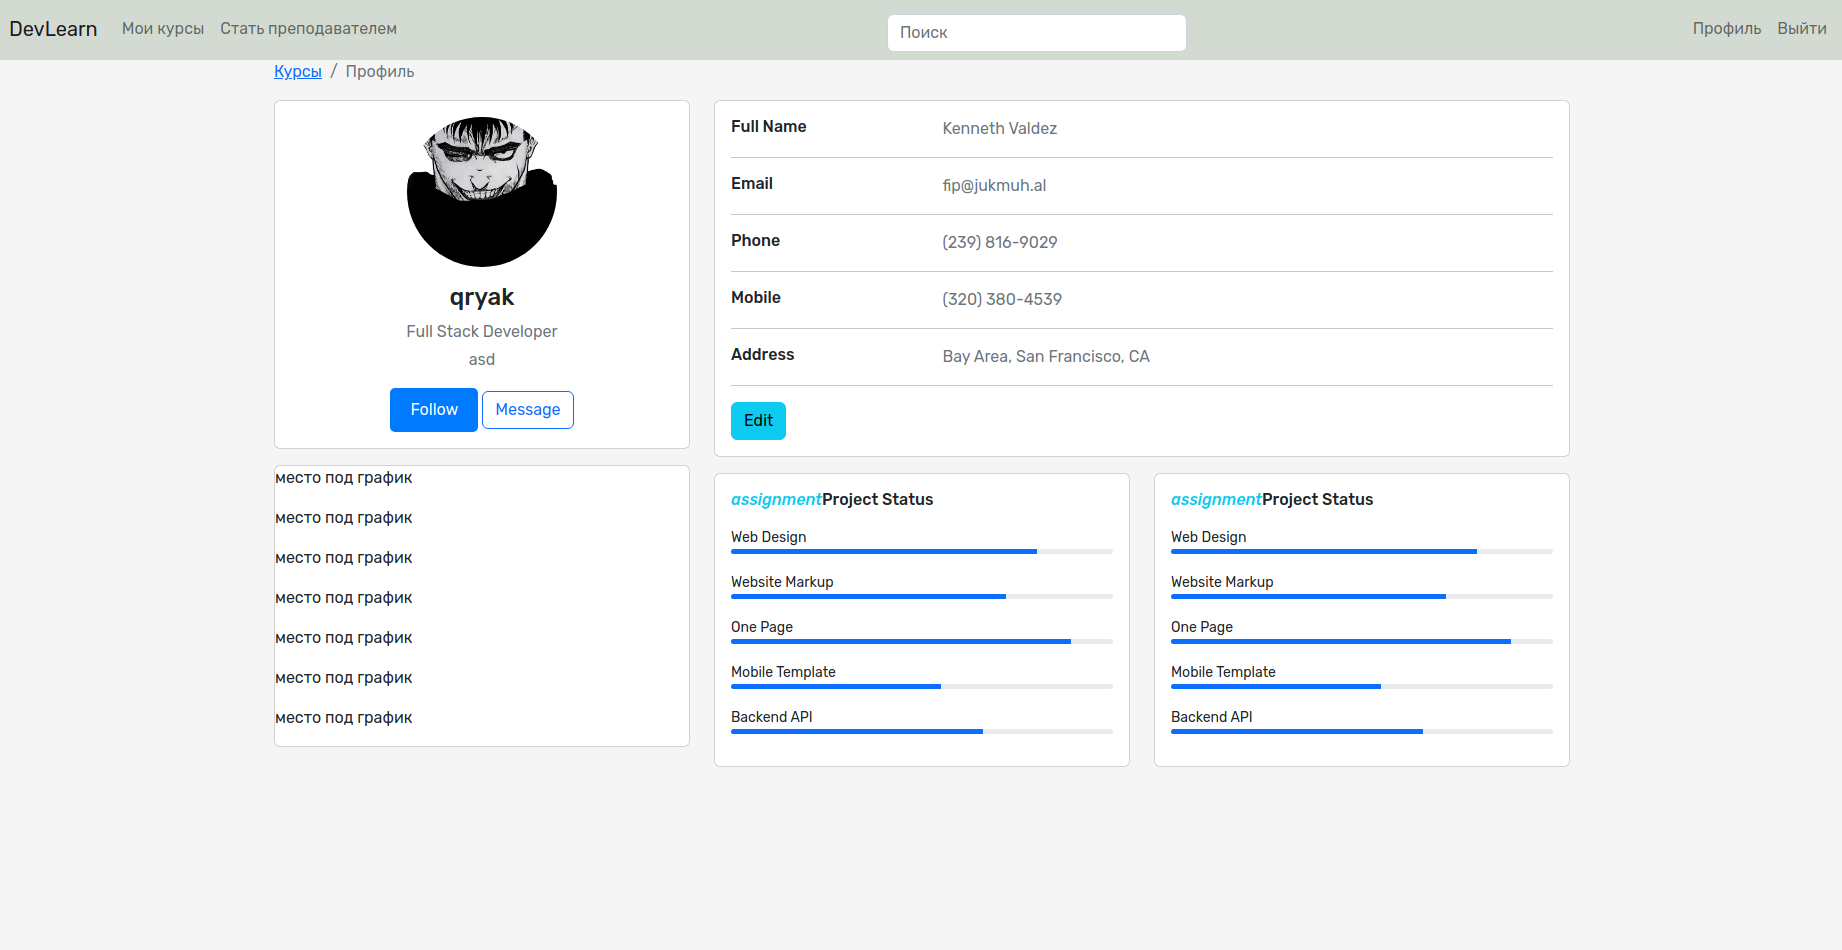 DevLearn Мои курсы Стать преподавателем Поиск Профиль Выйти
Курсы / Профиль
qryak
Full Stack Developer
asd
Follow Message
Full Name Kenneth Valdez
Email fip@jukmuh.al
Phone (239) 816-9029
Mobile (320) 380-4539
Address Bay Area, San Francisco, CA
Edit
место под график
место под график
место под график
место под график
место под график
место под график
место под график
assignmentProject Status
Web Design
Website Markup
One Page
Mobile Template
Backend API
assignmentProject Status
Web Design
Website Markup
One Page
Mobile Template
Backend API